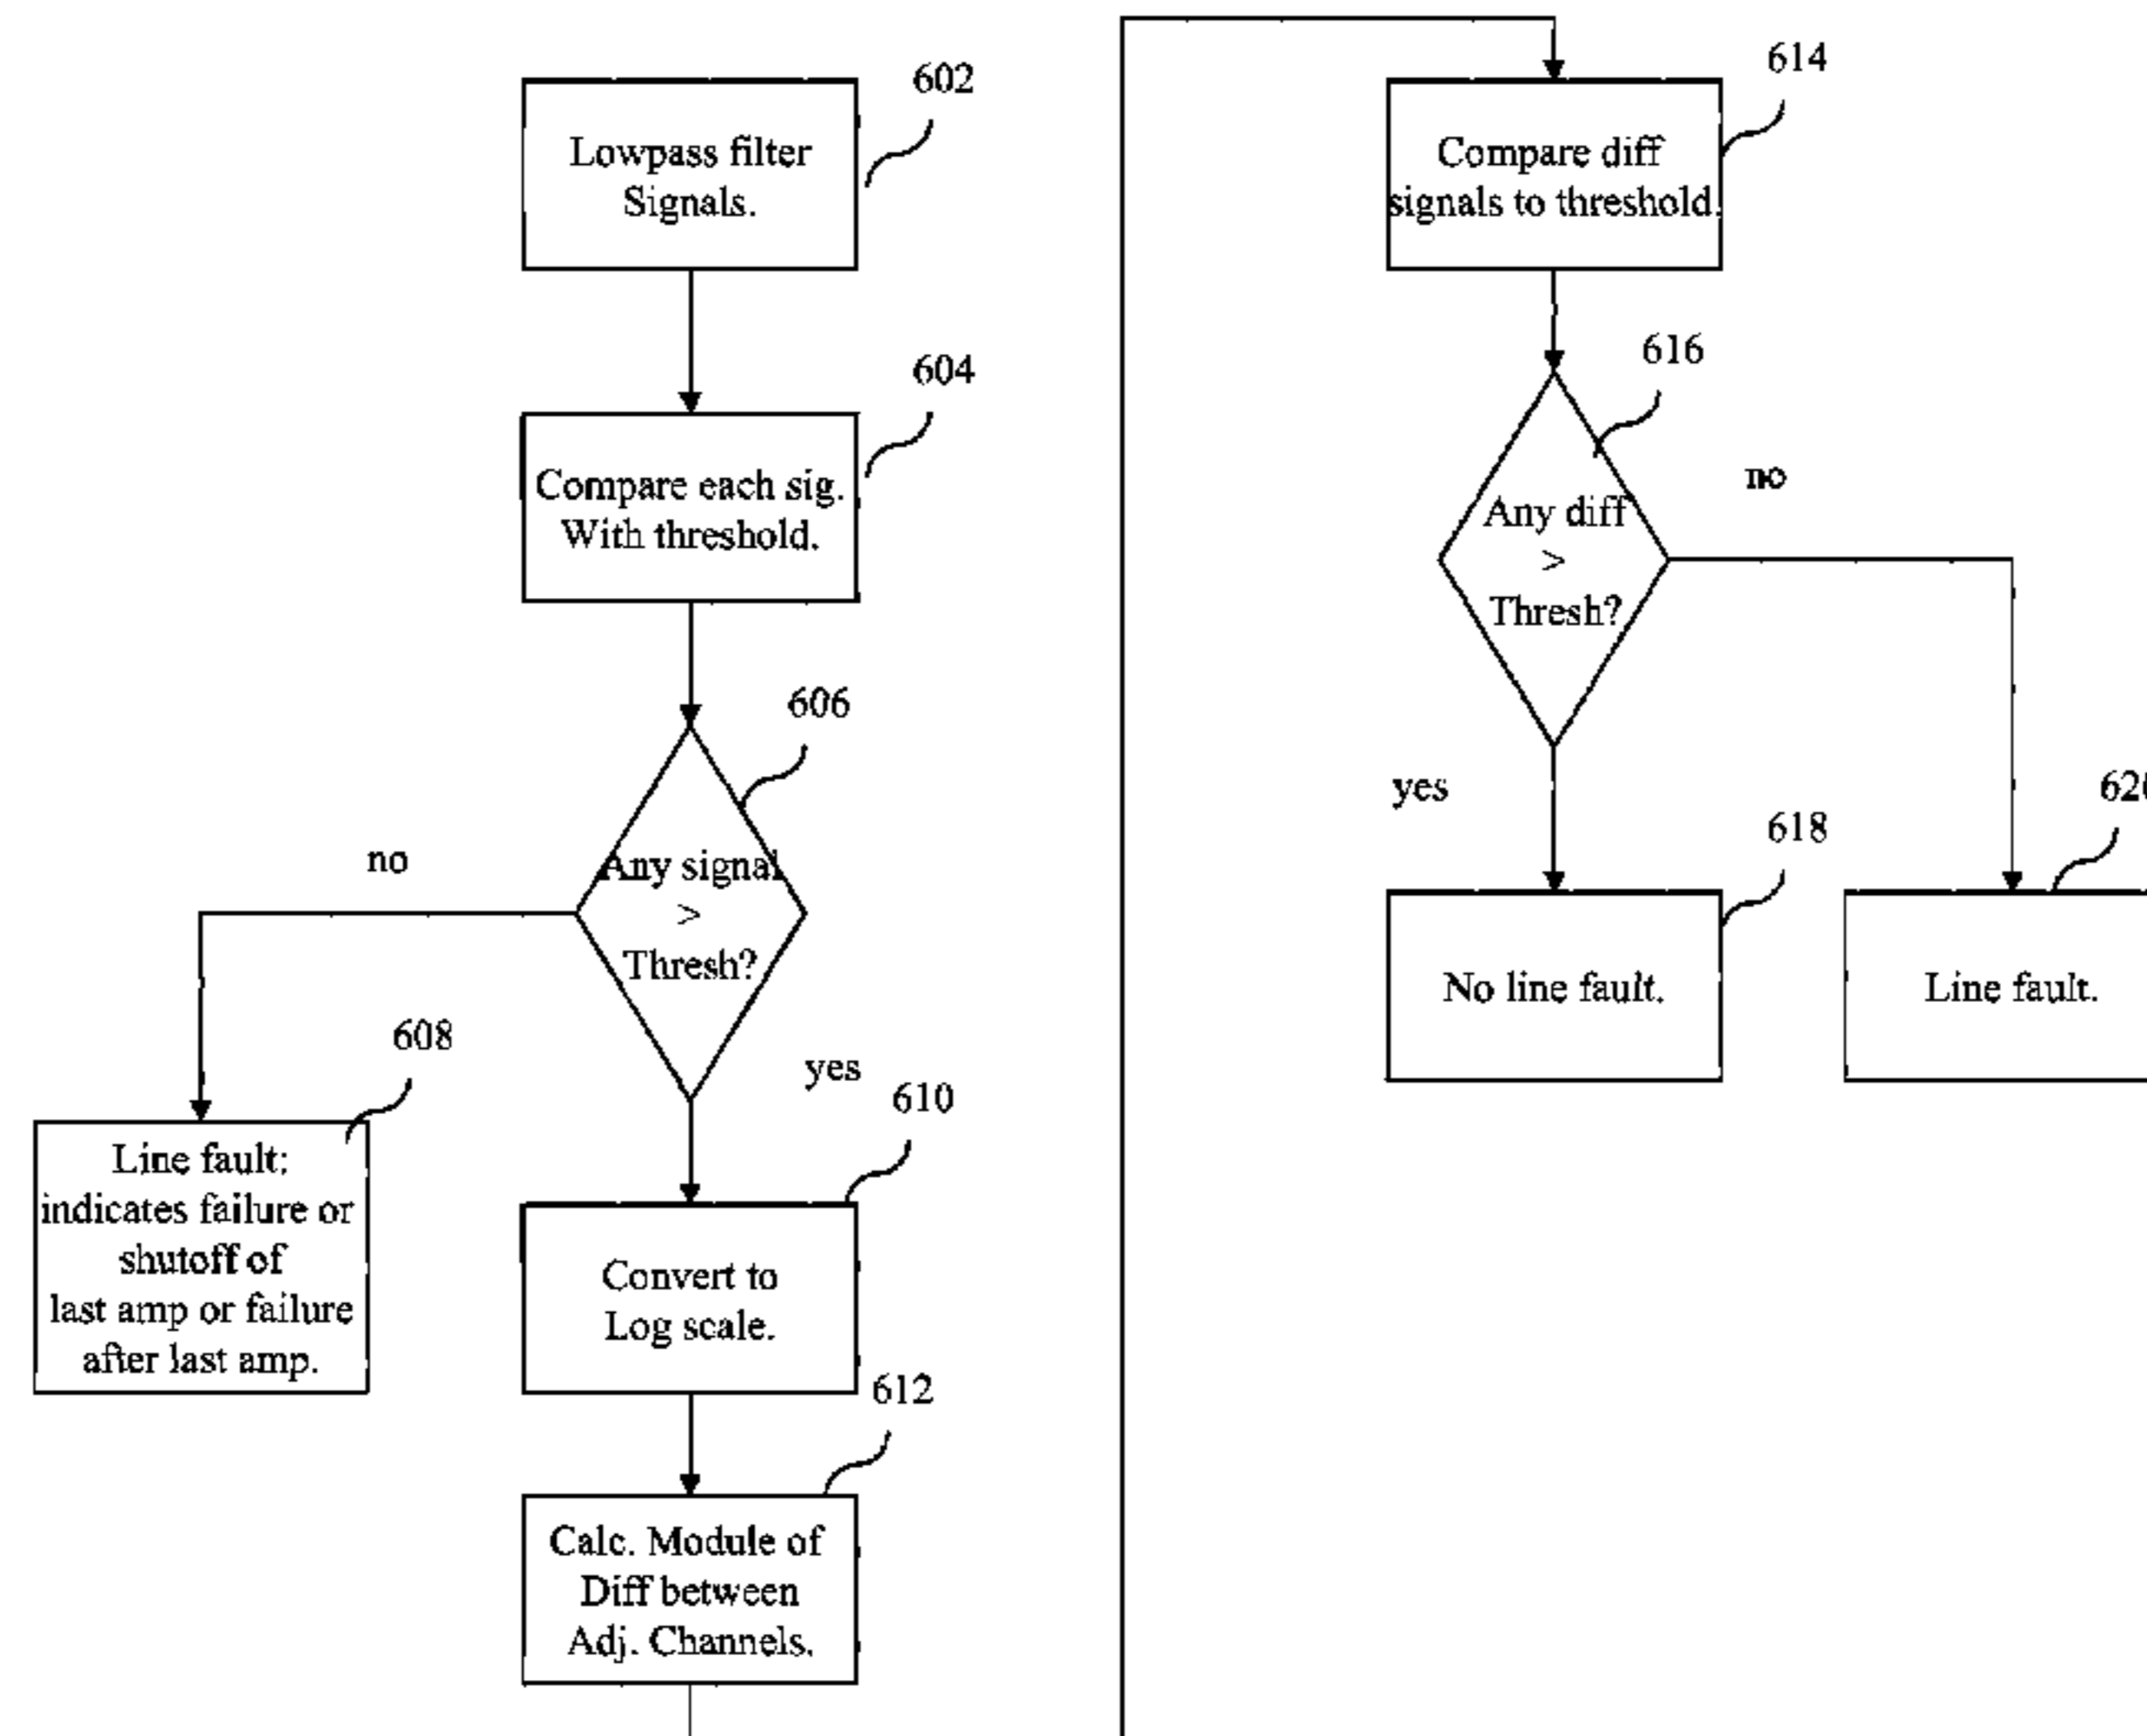 602
Lowpass filter
Signals.
604
Compare each sig.
With threshold.
606
Any signal
>
Thresh?
no
yes
608
Line fault:
indicates failure or
shutoff of
last amp or failure
after last amp.
610
Convert to
Log scale.
612
Calc. Module of
Diff between
Adj. Channels.
614
Compare diff
signals to threshold.
616
Any diff
>
Thresh?
no
yes
618
No line fault.
Line fault.